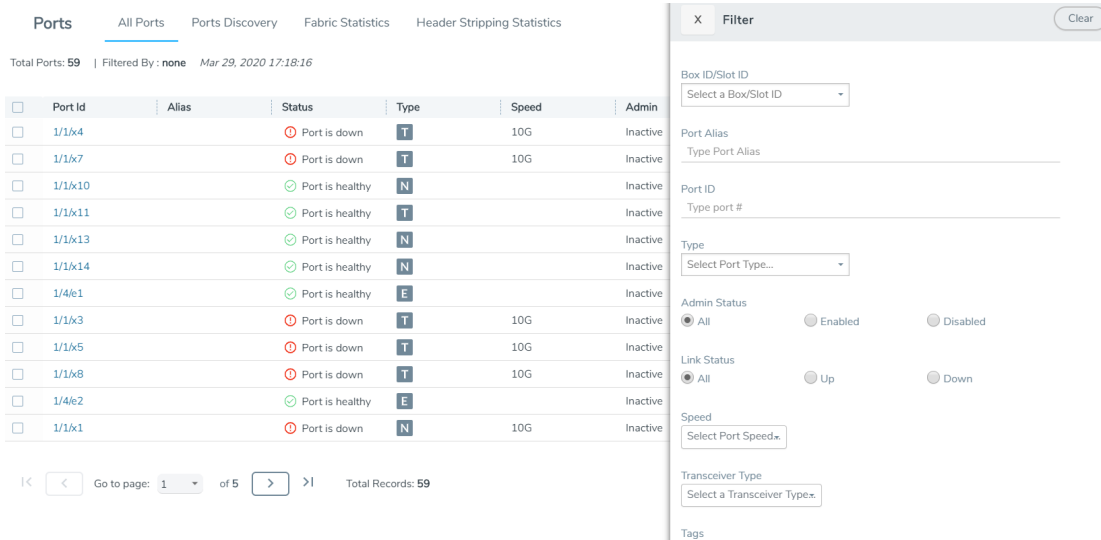 Ports All Ports Ports Discovery Fabric Statistics Header Stripping Statistics
Total Ports: 59 | Filtered By : none Mar 29, 2020 17:18:16
Port Id Alias Status Type Speed Admin
1/1/x4 Port is down T 10G Inactive
1/1/x7 Port is down T 10G Inactive
1/1/x10 Port is healthy N Inactive
1/1/x11 Port is healthy T Inactive
1/1/x13 Port is healthy N Inactive
1/1/x14 Port is healthy N Inactive
1/4/e1 Port is healthy E Inactive
1/1/x3 Port is down T 10G Inactive
1/1/x5 Port is down T 10G Inactive
1/1/x8 Port is down T 10G Inactive
1/4/e2 Port is healthy E Inactive
1/1/x1 Port is down N 10G Inactive
Go to page: 1 of 5 Total Records: 59
X Filter Clear
Box ID/Slot ID
Select a Box/Slot ID
Port Alias
Type Port Alias
Port ID
Type port #
Type
Select Port Type...
Admin Status
All Enabled Disabled
Link Status
All Up Down
Speed
Select Port Speed...
Transceiver Type
Select a Transceiver Type...
Tags